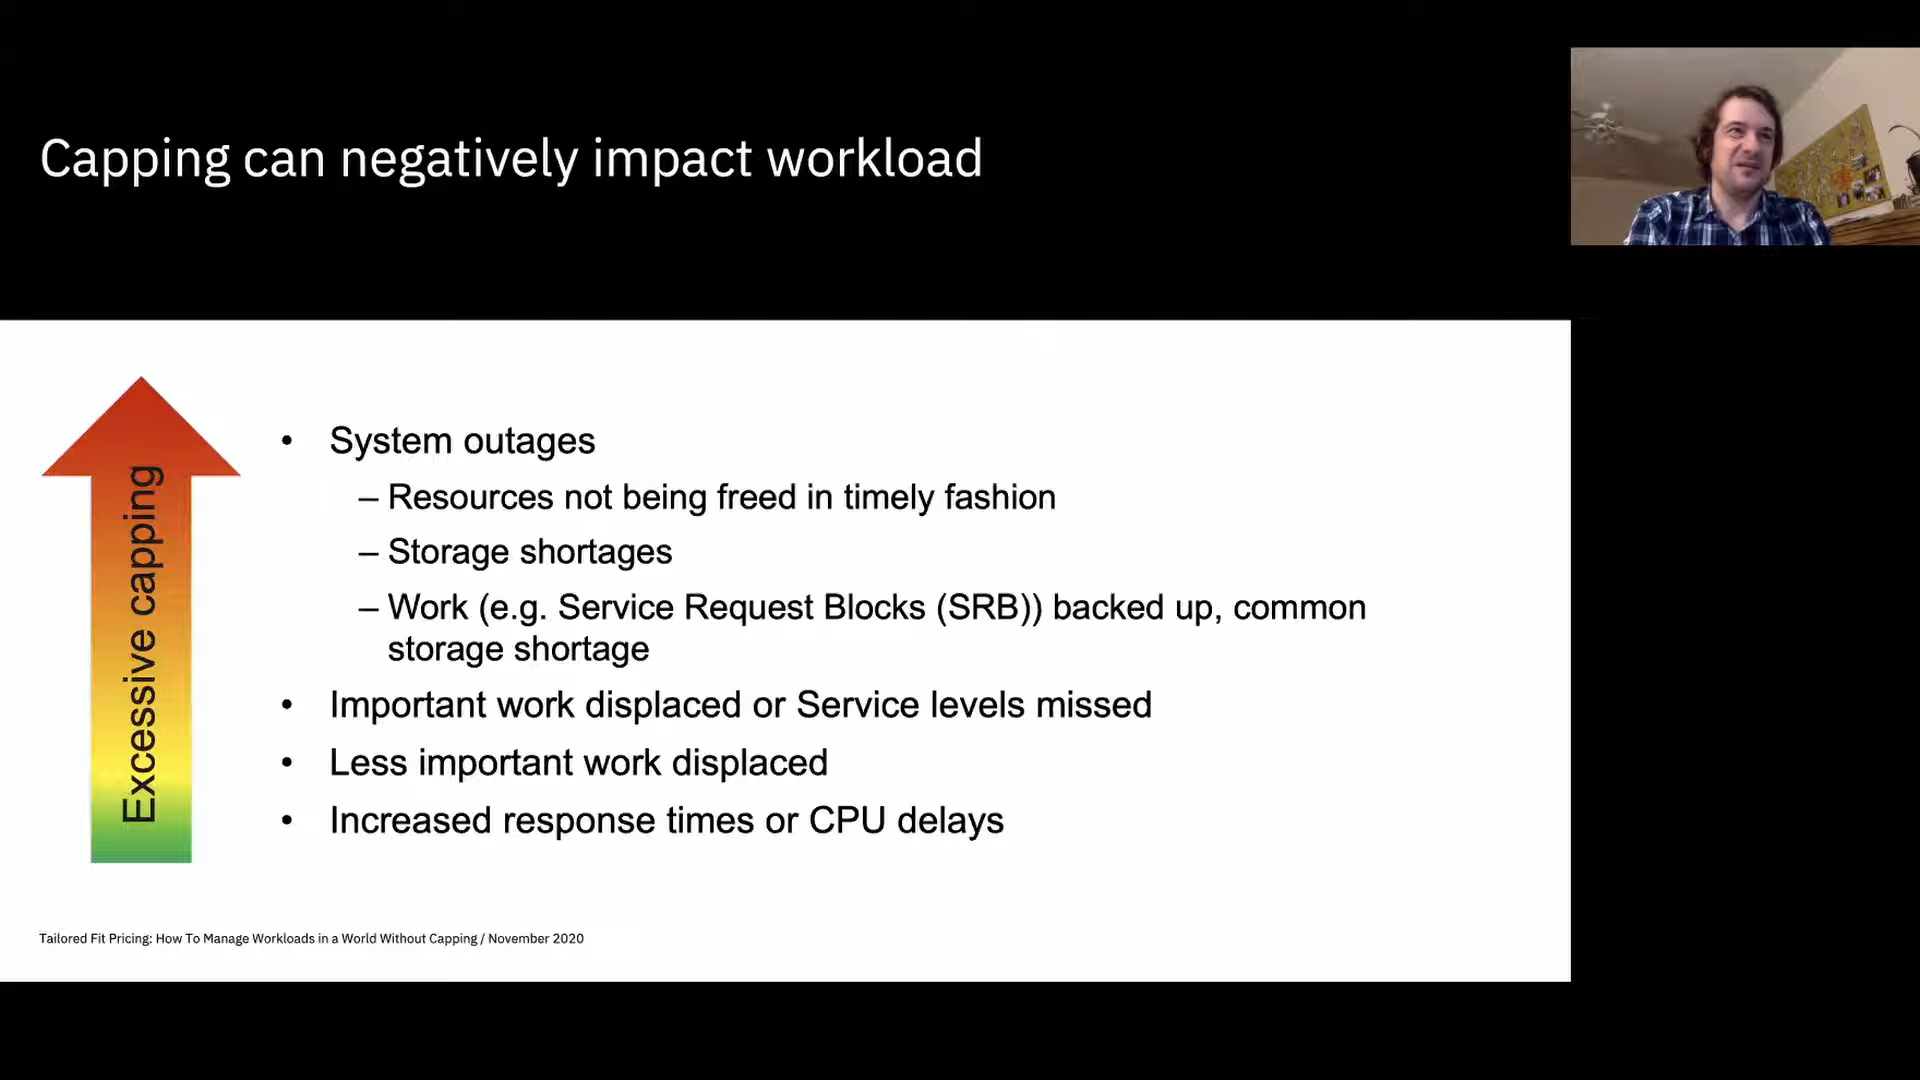 Capping can negatively impact workload
Excessive capping
• System outages
– Resources not being freed in timely fashion
– Storage shortages
– Work (e.g. Service Request Blocks (SRB)) backed up, common
storage shortage
• Important work displaced or Service levels missed
• Less important work displaced
• Increased response times or CPU delays
Tailored Fit Pricing: How To Manage Workloads in a World Without Capping / November 2020